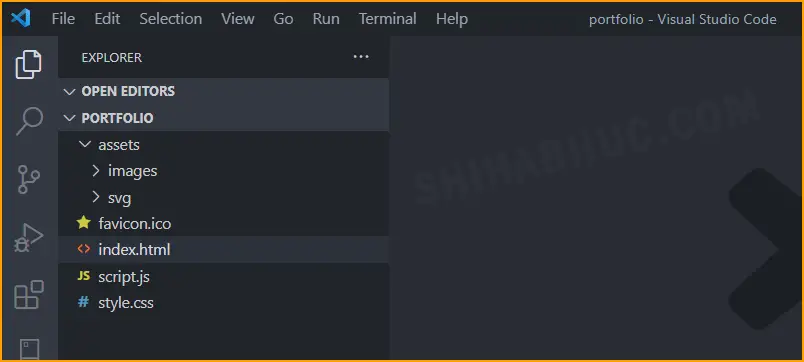 File Edit Selection View Go Run Terminal Help portfolio - Visual Studio Code
EXPLORER
OPEN EDITORS
PORTFOLIO
assets
images
svg
favicon.ico
index.html
JS script.js
# style.css
SHIHABIIUC.COM